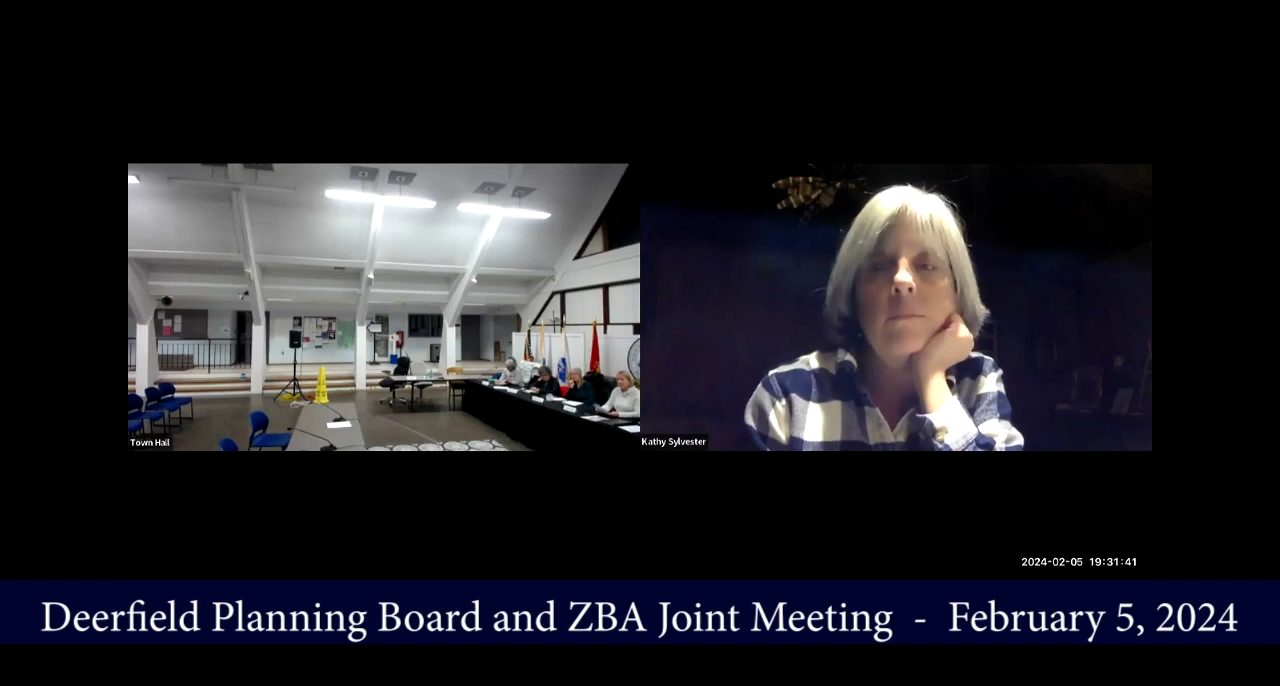 Town Hall
Kathy Sylvester
2024-02-05 19:31:41
Deerfield Planning Board and ZBA Joint Meeting - February 5, 2024